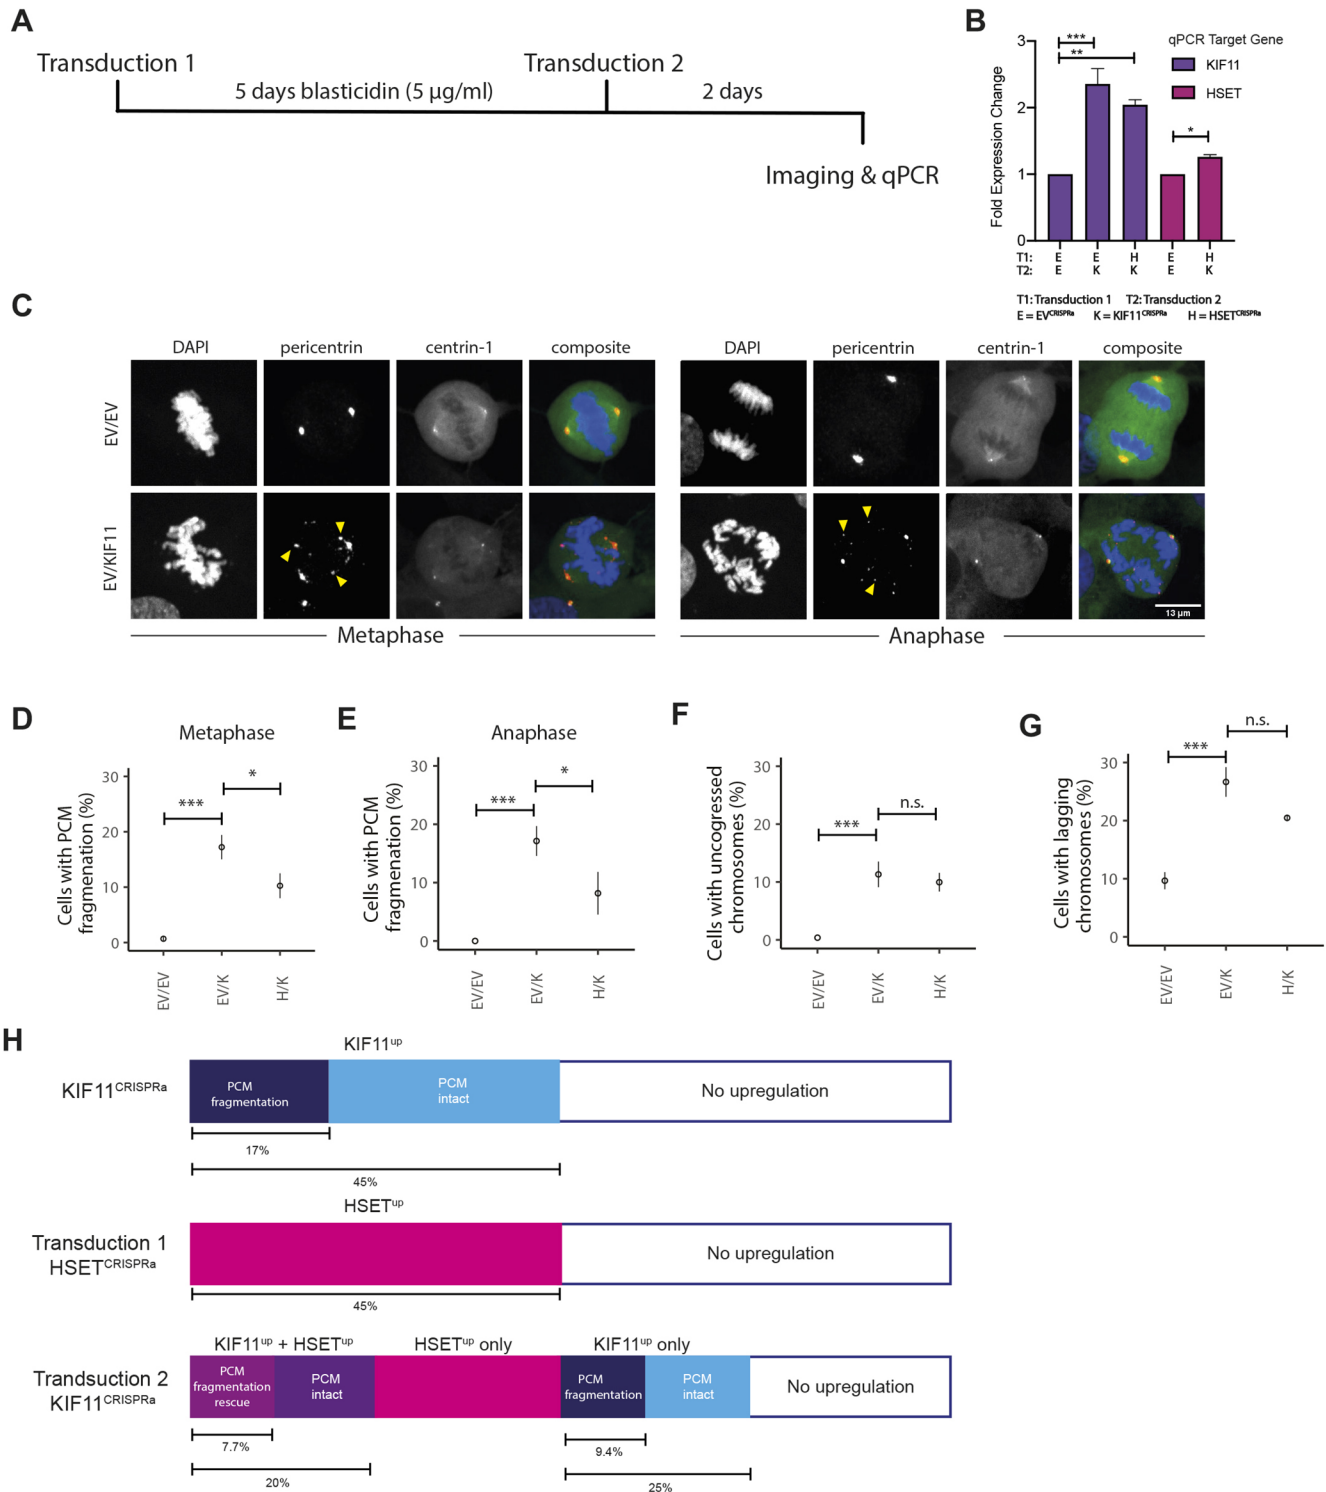 A
Transduction 1
Transduction 2
5 days blasticidin (5 µg/ml)
2 days
Imaging & qPCR
B
Fold Expression Change
3
2
1
0
***
**
*
qPCR Target Gene
KIF11
HSET
T1: E E H E H
T2: E K K E K
T1: Transduction 1 T2: Transduction 2
E = EVCRISPRa K = KIF11CRISPRa H = HSETCRISPRa
C
DAPI pericentrin centrin-1 composite DAPI pericentrin centrin-1 composite
EV/EV
EV/KIF11
13 µm
Metaphase
Anaphase
D
Metaphase
Cells with PCM
fragmenation (%)
30
20
10
0
***
*
EV/EV
EV/K
H/K
E
Anaphase
Cells with PCM
fragmenation (%)
30
20
10
0
***
*
EV/EV
EV/K
H/K
F
Cells with uncogressed
chromosomes (%)
30
20
10
0
***
n.s.
EV/EV
EV/K
H/K
G
Cells with lagging
chromosomes (%)
30
20
10
0
***
n.s.
EV/EV
EV/K
H/K
H
KIF11up
KIF11CRISPRa
PCM
fragmentation
PCM
intact
No upregulation
17%
45%
HSETup
Transduction 1
HSETCRISPRa
No upregulation
45%
KIF11up + HSETup
HSETup only
KIF11up only
Trandsuction 2
KIF11CRISPRa
PCM
fragmentation
rescue
PCM
intact
PCM
fragmentation
PCM
intact
No upregulation
7.7%
20%
9.4%
25%